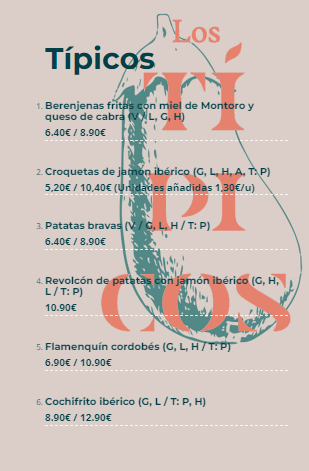 Los
TÍ
PI
COS
Típicos
1. Berenjenas fritas con miel de Montoro y
queso de cabra (V / L, G, H)
6.40€ / 8.90€
2. Croquetas de jamón ibérico (G, L, H, A, T: P)
5,20€ / 10,40€ (Unidades añadidas 1,30€/u)
3. Patatas bravas (V / G, L, H / T: P)
6.40€ / 8.90€
4. Revolcón de patatas con jamón ibérico (G, H,
L / T: P)
10.90€
5. Flamenquín cordobés (G, L, H / T: P)
6.90€ / 10.90€
6. Cochifrito ibérico (G, L / T: P, H)
8.90€ / 12.90€